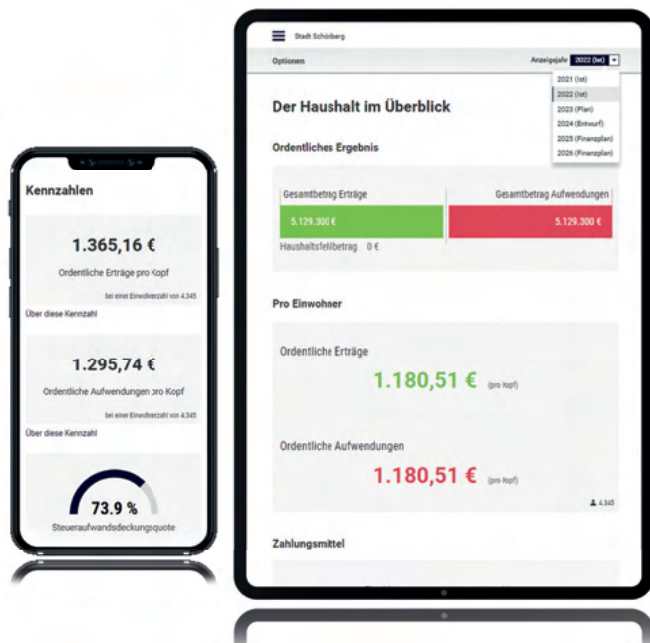 Kennzahlen
1.365,16 €
Ordentliche Erträge pro Kopf
bei einer Einwohnerzahl von 4.345
Über diese Kennzahl
1.295,74 €
Ordentliche Aufwendungen pro Kopf
bei einer Einwohnerzahl von 4.345
Über diese Kennzahl
73.9 %
Steueraufwandsdeckungsquote
Stadt Schörberg
Optionen
Anzeigejahr 2022 (Ist)
2021 (Ist)
2022 (Ist)
2023 (Plan)
2024 (Entwurf)
2025 (Finanzplan)
2026 (Finanzplan)
Der Haushalt im Überblick
Ordentliches Ergebnis
Gesamtbetrag Erträge Gesamtbetrag Aufwendungen
5.129.300 € 5.129.300 €
Haushaltsfehlbetrag 0 €
Pro Einwohner
Ordentliche Erträge
1.180,51 € (pro Kopf)
Ordentliche Aufwendungen
1.180,51 € (pro Kopf)
4.345
Zahlungsmittel